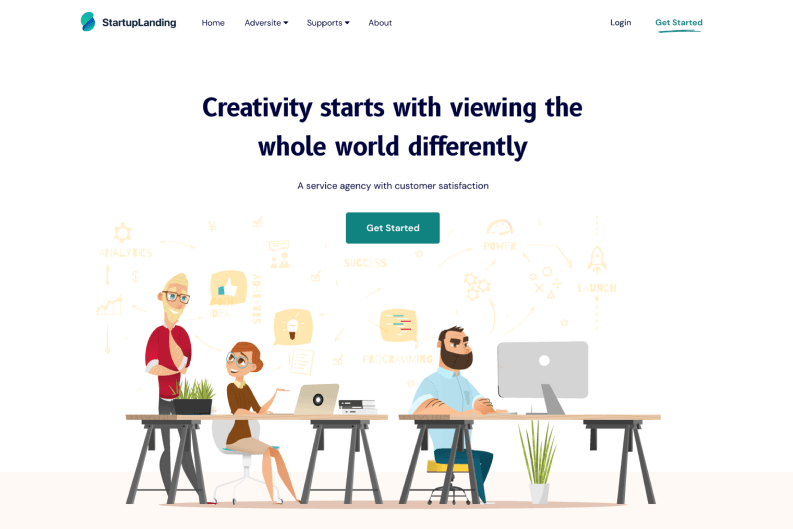 StartupLanding
Home
Adversite
Supports
About
Login
Get Started
Creativity starts with viewing the
whole world differently
A service agency with customer satisfaction
Get Started
ANALYTICS
SUCCESS
POWER
LAUNCH
STRATEGY
IDEA
PROGRAMMING